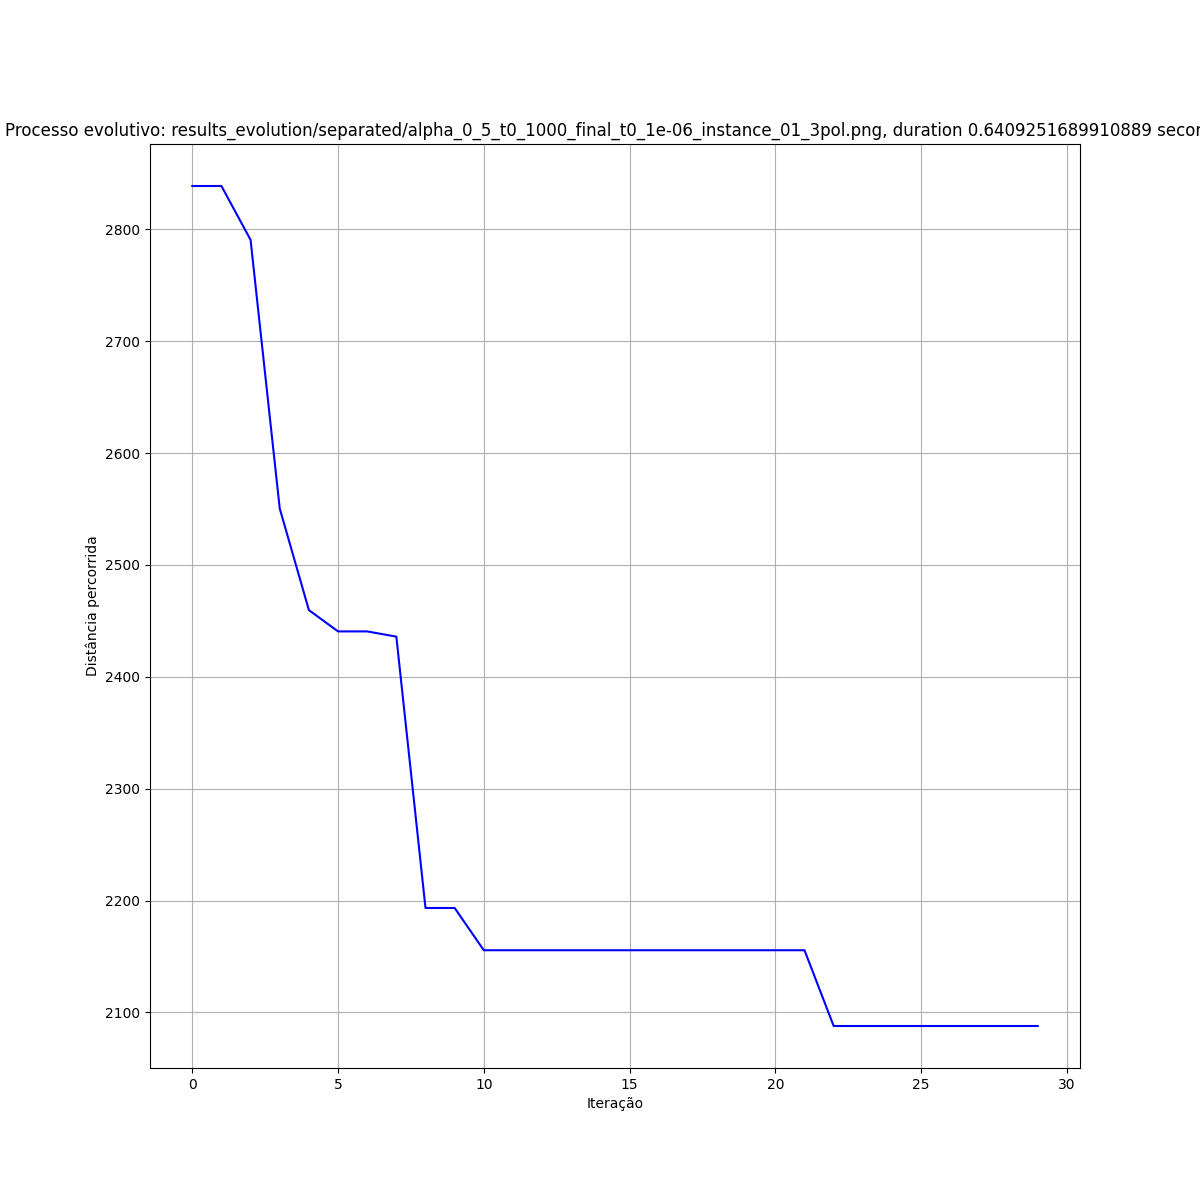 Processo evolutivo: results_evolution/separated/alpha_0_5_t0_1000_final_t0_1e-06_instance_01_3pol.png, duration 0.6409251689910889 secon
2800
2700
2600
2500
2400
2300
2200
2100
Distância percorrida
0 5 10 15 20 25 30
Iteração